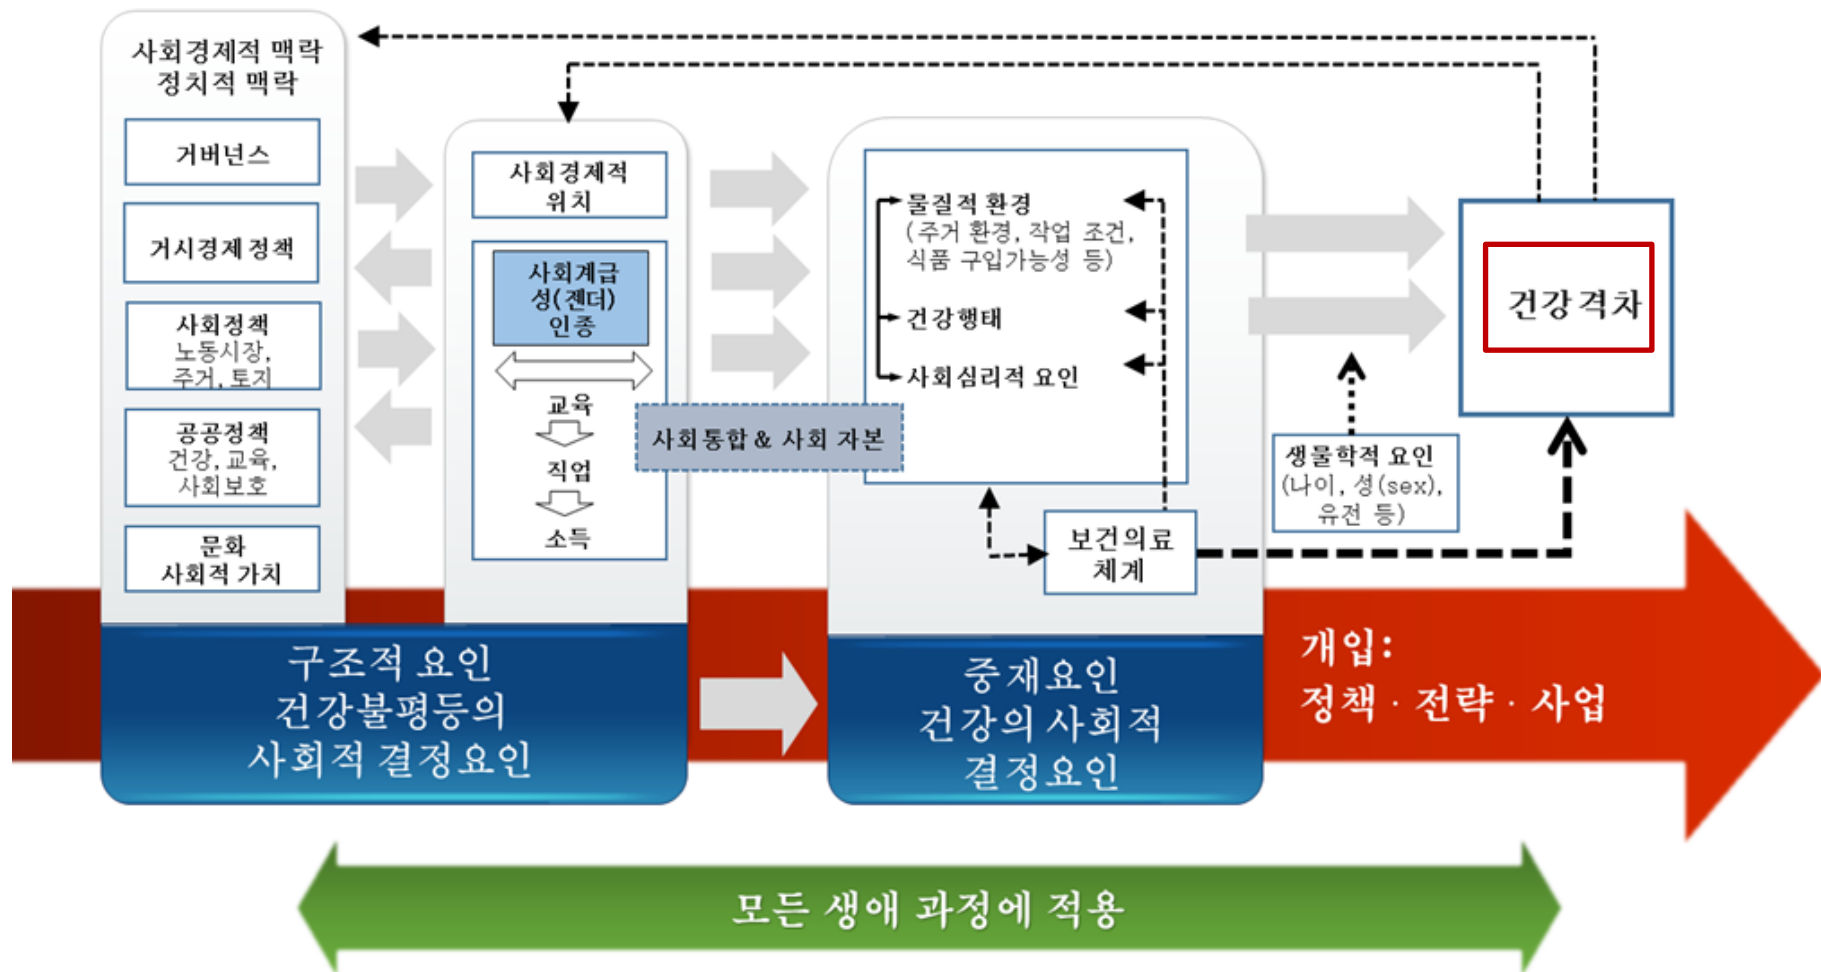 사회경제적 맥락
정치적 맥락
거버넌스
거시경제 정책
사회정책
노동시장,
주거, 토지
공공정책
건강, 교육,
사회보호
문화
사회적 가치
사회경제적
위치
사회계급
성(젠더)
인종
교육
직업
소득
사회통합 & 사회 자본
물질적 환경
(주거 환경, 작업 조건,
식품 구입가능성 등)
건강행태
사회심리적 요인
보건의료
체계
생물학적 요인
(나이, 성(sex),
유전 등)
건강 격차
구조적 요인
건강불평등의
사회적 결정요인
중재요인
건강의 사회적
결정요인
개입:
정책 · 전략 · 사업
모든 생애 과정에 적용